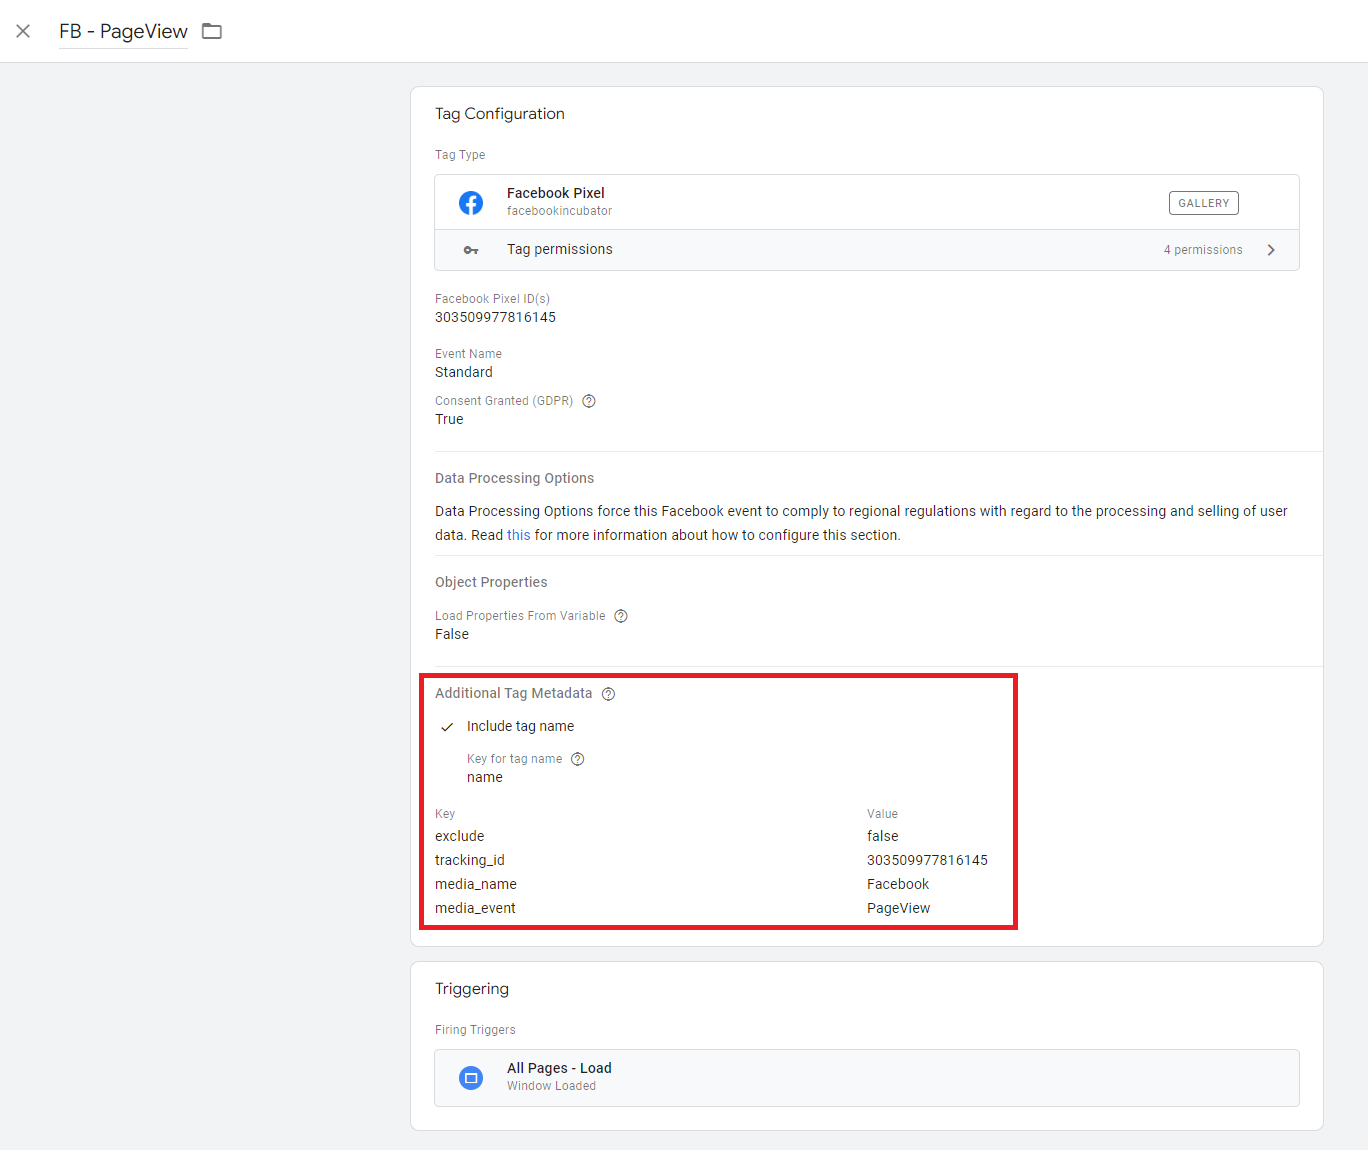 FB - PageView
Tag Configuration
Tag Type
Facebook Pixel
facebookincubator
GALLERY
Tag permissions
4 permissions
Facebook Pixel ID(s)
303509977816145
Event Name
Standard
Consent Granted (GDPR)
True
Data Processing Options
Data Processing Options force this Facebook event to comply to regional regulations with regard to the processing and selling of user
data. Read this for more information about how to configure this section.
Object Properties
Load Properties From Variable
False
Additional Tag Metadata
Include tag name
Key for tag name
name
Key Value
exclude false
tracking_id 303509977816145
media_name Facebook
media_event PageView
Triggering
Firing Triggers
All Pages - Load
Window Loaded